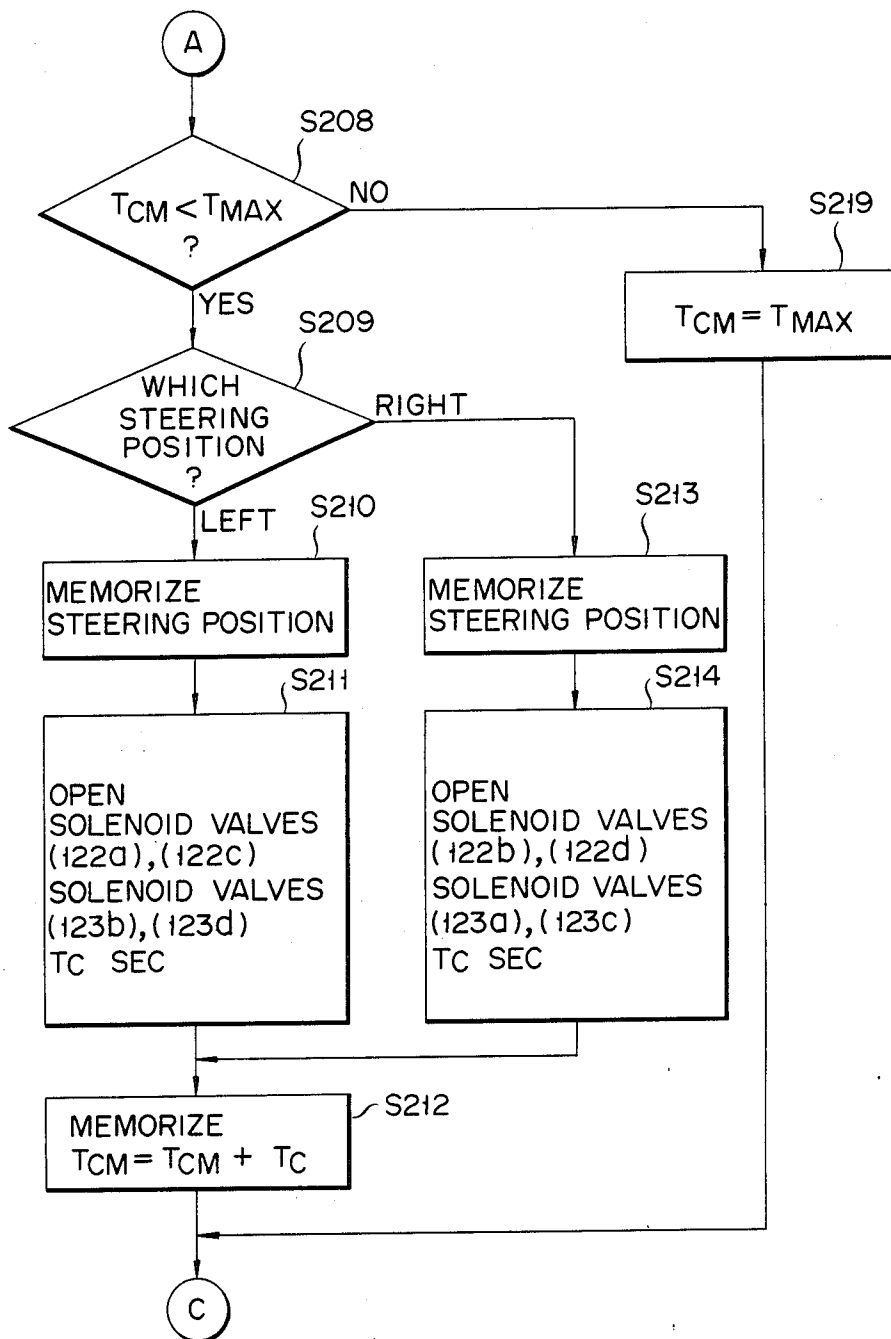 A
S208
TCM < TMAX
?
NO
YES
S219
TCM = TMAX
S209
WHICH
STEERING
POSITION
?
RIGHT
LEFT
S210
MEMORIZE
STEERING POSITION
S213
MEMORIZE
STEERING POSITION
S211
OPEN
SOLENOID VALVES
(122a),(122c)
SOLENOID VALVES
(123b),(123d)
TC SEC
S214
OPEN
SOLENOID VALVES
(122b),(122d)
SOLENOID VALVES
(123a),(123c)
TC SEC
S212
MEMORIZE
TCM = TCM + TC
C